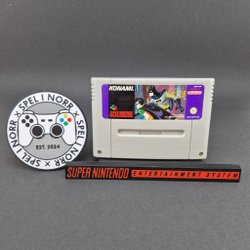 KONAMI
× SPEL I NORR × SPEL I NORR
EST. 2024
SUPER NINTENDO
ENTERTAINMENT SYSTEM